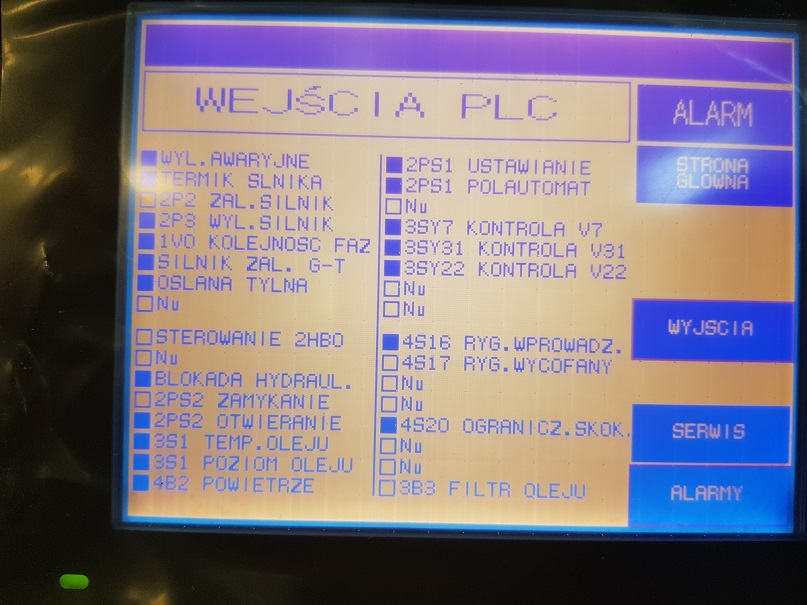 WEJŚCIA PLC
ALARM
STRONA
GLOWNA
WYL.AWARYJNE
TERMIK SLNIKA
2P2 ZAL.SILNIK
2P3 WYL.SILNIK
1V0 KOLEJNOSC FAZ
SILNIK ZAL. G-T
OSLANA TYLNA
Nu
STEROWANIE 2HB0
Nu
BLOKADA HYDRAUL.
2PS2 ZAMYKANIE
2PS2 OTWIERANIE
3S1 TEMP.OLEJU
3S1 POZIOM OLEJU
4B2 POWIETRZE
2PS1 USTAWIANIE
2PS1 POLAUTOMAT
Nu
3SY7 KONTROLA V7
3SY31 KONTROLA V31
3SY22 KONTROLA V22
Nu
Nu
4S16 RYG.WPROWADZ.
4S17 RYG.WYCOFANY
Nu
Nu
4S20 OGRANICZ.SKOK.
Nu
Nu
3B3 FILTR OLEJU
WYJSCIA
SERWIS
ALARMY